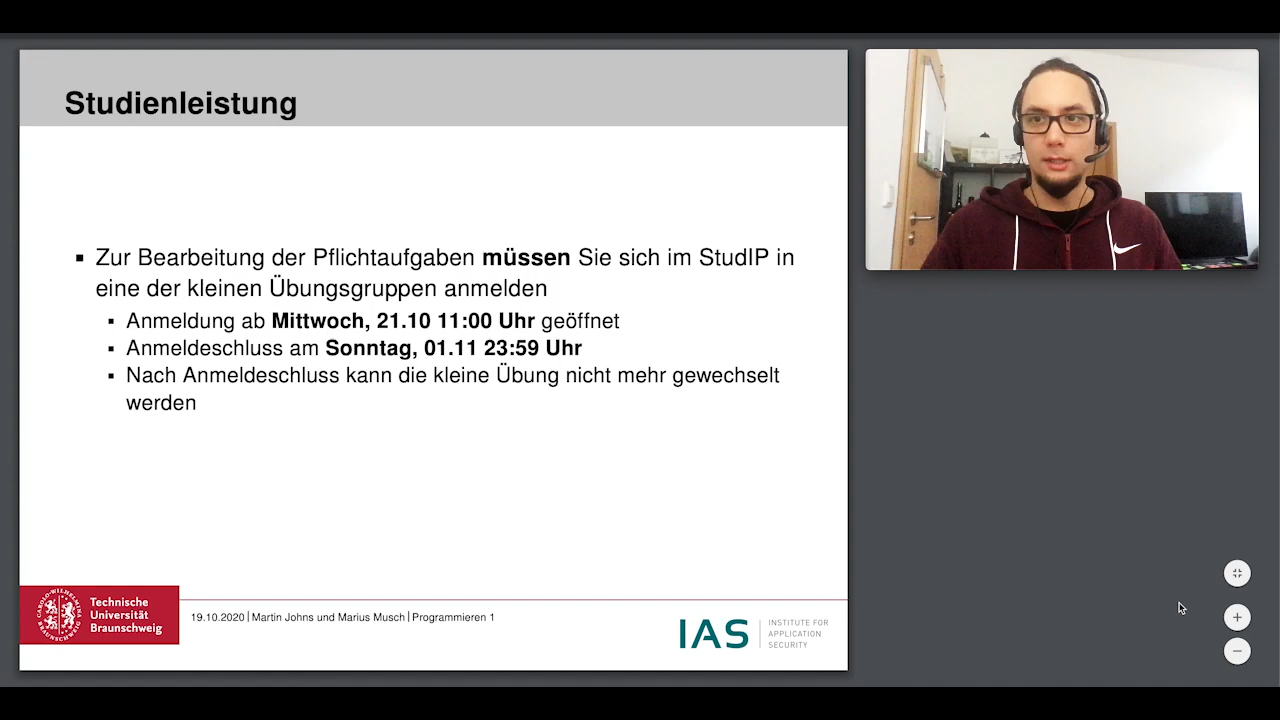 Studienleistung
▪ Zur Bearbeitung der Pflichtaufgaben müssen Sie sich im StudIP in
eine der kleinen Übungsgruppen anmelden
▪ Anmeldung ab Mittwoch, 21.10 11:00 Uhr geöffnet
▪ Anmeldeschluss am Sonntag, 01.11 23:59 Uhr
▪ Nach Anmeldeschluss kann die kleine Übung nicht mehr gewechselt
werden
Technische
Universität
Braunschweig
19.10.2020 | Martin Johns und Marius Musch | Programmieren 1
IAS
INSTITUTE FOR
APPLICATION
SECURITY